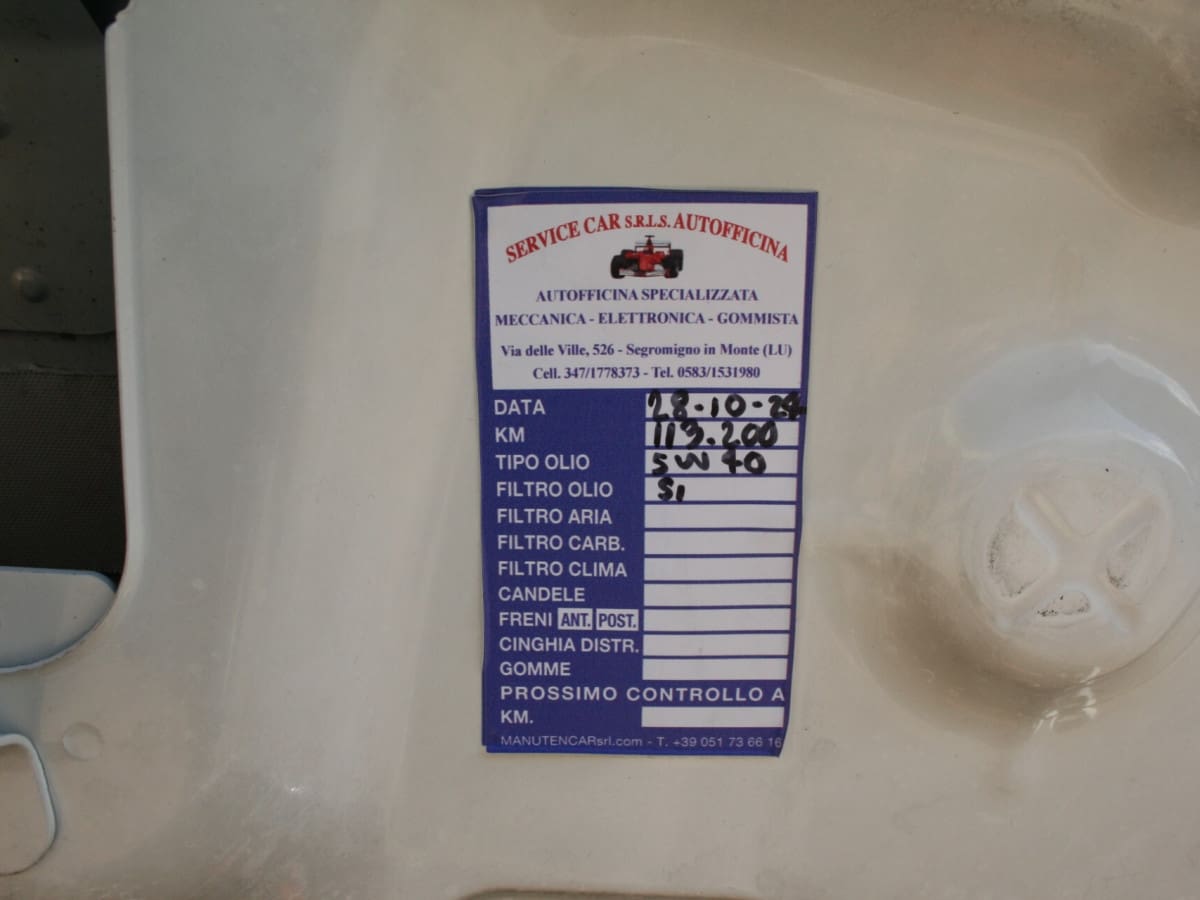 SERVICE CAR S.R.L.S. AUTOFFICINA
AUTOFFICINA SPECIALIZZATA
MECCANICA - ELETTRONICA - GOMMISTA
Via delle Ville, 526 - Segromigno in Monte (LU)
Cell. 347/1778373 - Tel. 0583/1531980
DATA 28-10-24
KM 113.200
TIPO OLIO 5W40
FILTRO OLIO SI
FILTRO ARIA
FILTRO CARB.
FILTRO CLIMA
CANDELE
FRENI ANT. POST.
CINGHIA DISTR.
GOMME
PROSSIMO CONTROLLO A
KM.
MANUTENCARsrl.com - T. +39 051 73 66 16